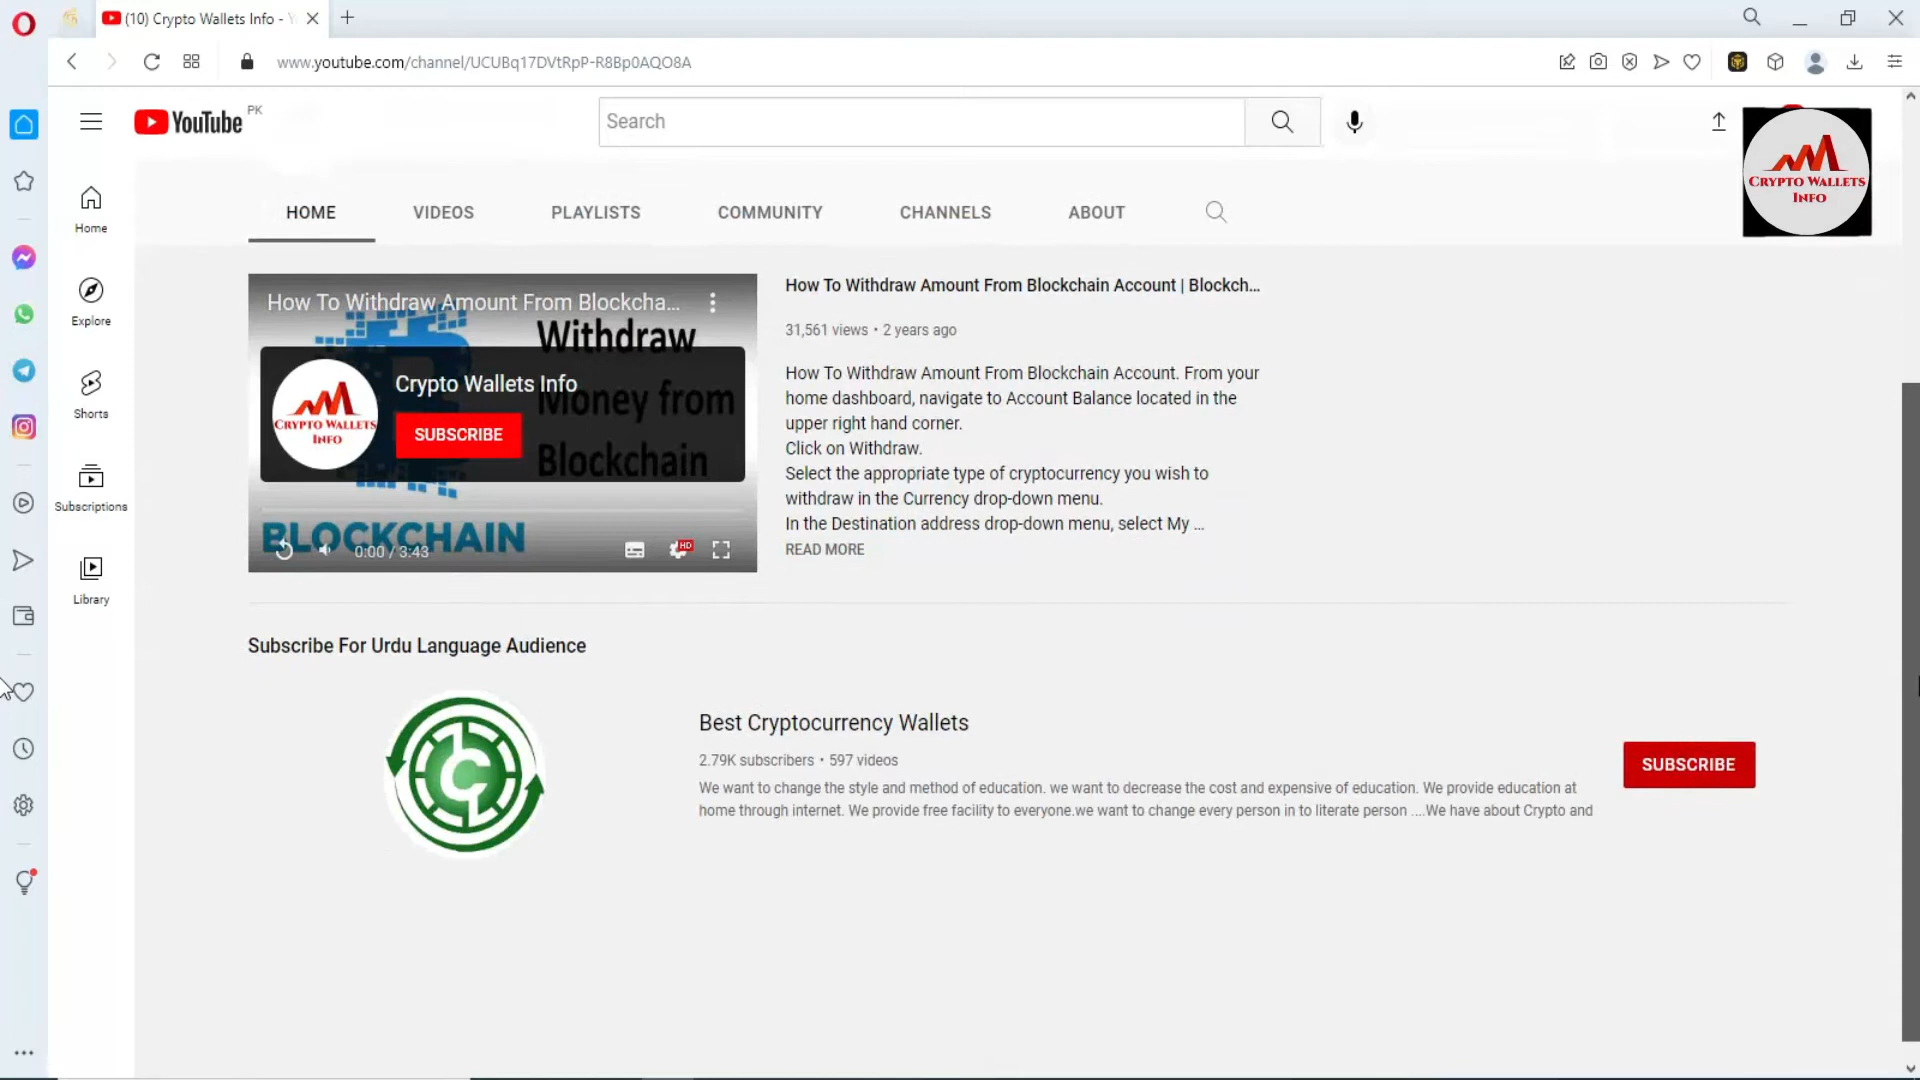 (10) Crypto Wallets Info -
www.youtube.com/channel/UCUBq17DVtRpP-R8Bp0AQO8A
YouTube PK
Search
CRYPTO WALLETS
INFO
HOME VIDEOS PLAYLISTS COMMUNITY CHANNELS ABOUT
Home
Explore
Shorts
Subscriptions
Library
How To Withdraw Amount From Blockcha...
Withdraw
Money from
Blockchain
BLOCKCHAIN
Crypto Wallets Info
SUBSCRIBE
CRYPTO WALLETS
INFO
0:00 / 3:43
HD
How To Withdraw Amount From Blockchain Account | Blockch...
31,561 views • 2 years ago
How To Withdraw Amount From Blockchain Account. From your
home dashboard, navigate to Account Balance located in the
upper right hand corner.
Click on Withdraw.
Select the appropriate type of cryptocurrency you wish to
withdraw in the Currency drop-down menu.
In the Destination address drop-down menu, select My ...
READ MORE
Subscribe For Urdu Language Audience
Best Cryptocurrency Wallets
2.79K subscribers • 597 videos
We want to change the style and method of education. we want to decrease the cost and expensive of education. We provide education at
home through internet. We provide free facility to everyone.we want to change every person in to literate person ....We have about Crypto and
SUBSCRIBE